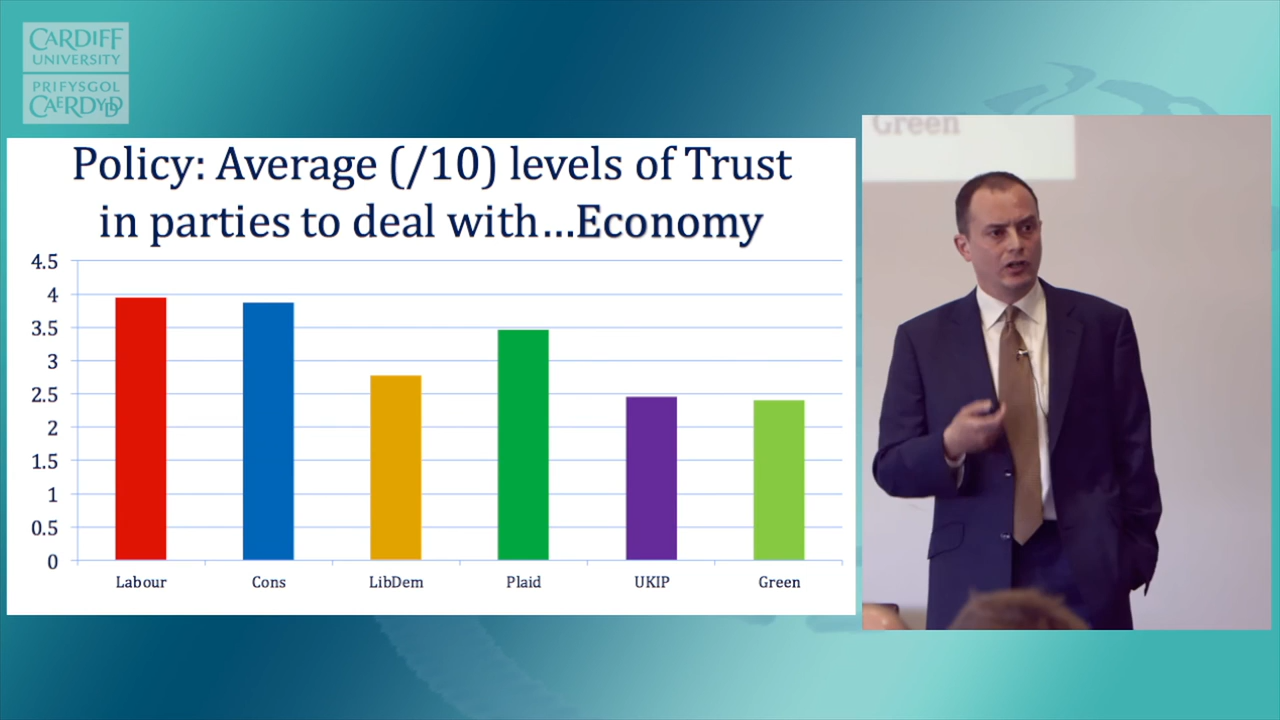 CARDIFF
UNIVERSITY
PRIFYSGOL
CAERDYDD
Policy: Average (/10) levels of Trust
in parties to deal with...Economy
4.5
4
3.5
3
2.5
2
1.5
1
0.5
0
Labour Cons LibDem Plaid UKIP Green
Green